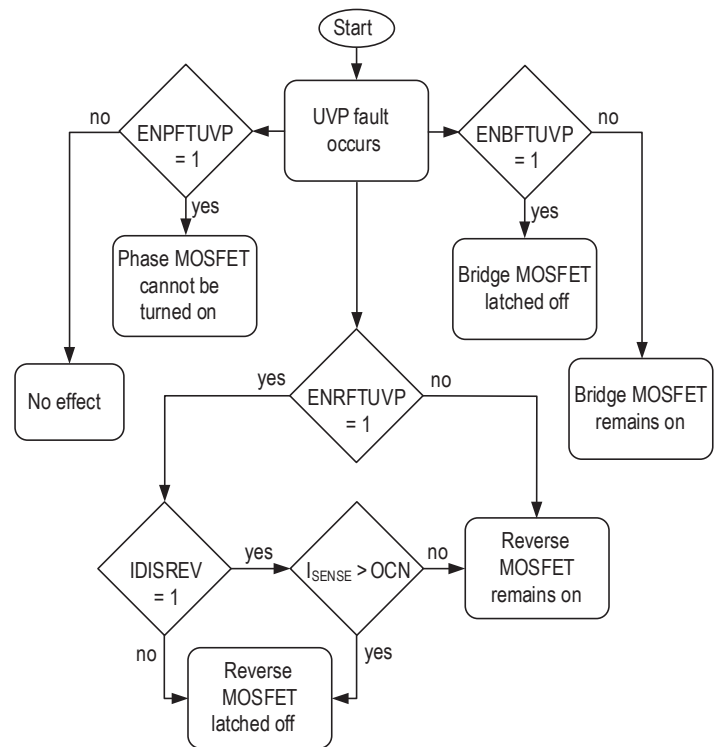 Start
UVP fault
occurs
no
ENPFTUVP
= 1
yes
Phase MOSFET
cannot be
turned on
No effect
ENBFTUVP
= 1
no
yes
Bridge MOSFET
latched off
Bridge MOSFET
remains on
yes
ENRFTUVP
= 1
no
IDISREV
= 1
yes
no
I_SENSE > OCN
no
yes
Reverse
MOSFET
remains on
Reverse
MOSFET
latched off